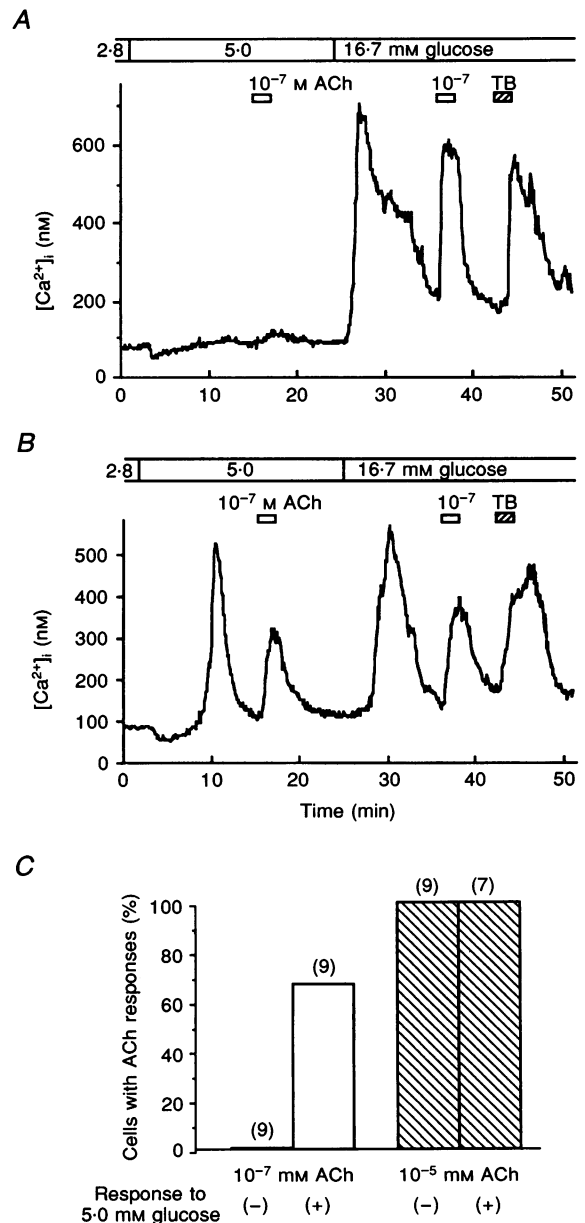 A
2·8 5·0 16·7 mM glucose
10⁻⁷ M ACh 10⁻⁷ TB
600
400
200
0
[Ca²⁺]ᵢ (nM)
0 10 20 30 40 50
B
2·8 5·0 16·7 mM glucose
10⁻⁷ M ACh 10⁻⁷ TB
500
400
300
200
100
0
[Ca²⁺]ᵢ (nM)
0 10 20 30 40 50
Time (min)
C
(9) (7)
100
(9)
80
60
40
20
(9)
0
Cells with ACh responses (%)
10⁻⁷ mM ACh 10⁻⁵ mM ACh
Response to
5·0 mM glucose
(−) (+) (−) (+)